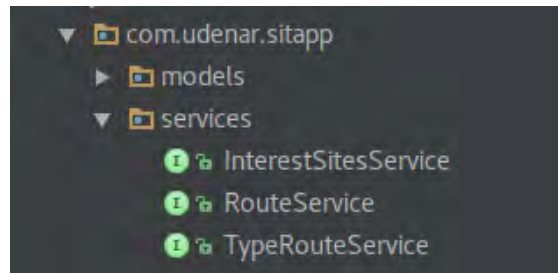 com.udenar.sitapp
models
services
I InterestSitesService
I RouteService
I TypeRouteService